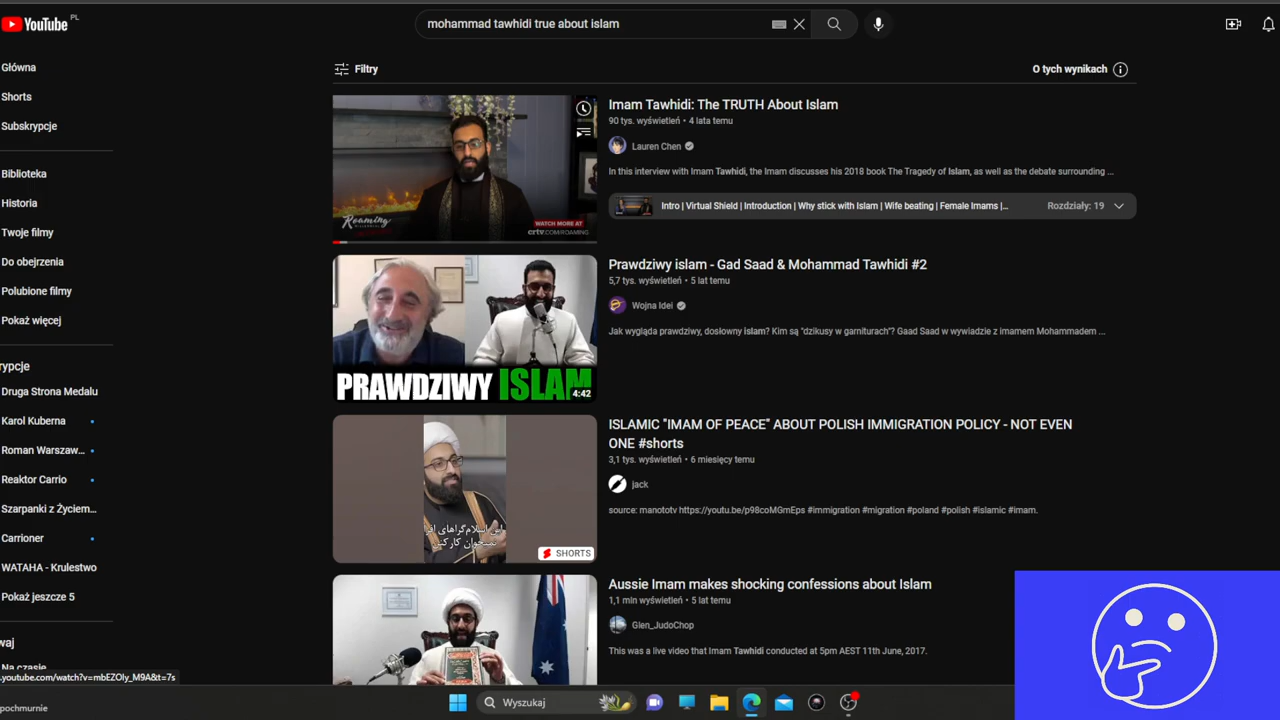 YouTube PL
mohammad tawhidi true about islam
Główna
Shorts
Subskrypcje
Biblioteka
Historia
Twoje filmy
Do obejrzenia
Polubione filmy
Pokaż więcej
rypcje
Druga Strona Medalu
Karol Kuberna
Roman Warszaw...
Reaktor Carrio
Szarpanki z Życiem...
Carrioner
WATAHA - Krulestwo
Pokaż jeszcze 5
waj
Na czasie
.youtube.com/watch?v=mbEZOIy_M9A&t=7s
pochmurnie
Filtry
O tych wynikach
Roaming
WATCH MORE AT
crtv.COM/ROAMING
Imam Tawhidi: The TRUTH About Islam
90 tys. wyświetleń • 4 lata temu
Lauren Chen
In this interview with Imam Tawhidi, the Imam discusses his 2018 book The Tragedy of Islam, as well as the debate surrounding ...
Intro | Virtual Shield | Introduction | Why stick with Islam | Wife beating | Female Imams |...
Rozdziały: 19
PRAWDZIWY ISLAM
4:42
Prawdziwy islam - Gad Saad & Mohammad Tawhidi #2
5,7 tys. wyświetleń • 5 lat temu
Wojna Idei
Jak wygląda prawdziwy, dosłowny islam? Kim są "dzikusy w garniturach"? Gaad Saad w wywiadzie z imamem Mohammadem ...
SHORTS
ISLAMIC "IMAM OF PEACE" ABOUT POLISH IMMIGRATION POLICY - NOT EVEN
ONE #shorts
3,1 tys. wyświetleń • 6 miesięcy temu
jack
source: manototv https://youtu.be/p98coMGmEps #immigration #migration #poland #polish #islamic #imam.
Aussie Imam makes shocking confessions about Islam
1,1 mln wyświetleń • 5 lat temu
Glen_JudoChop
This was a live video that Imam Tawhidi conducted at 5pm AEST 11th June, 2017.
Wyszukaj